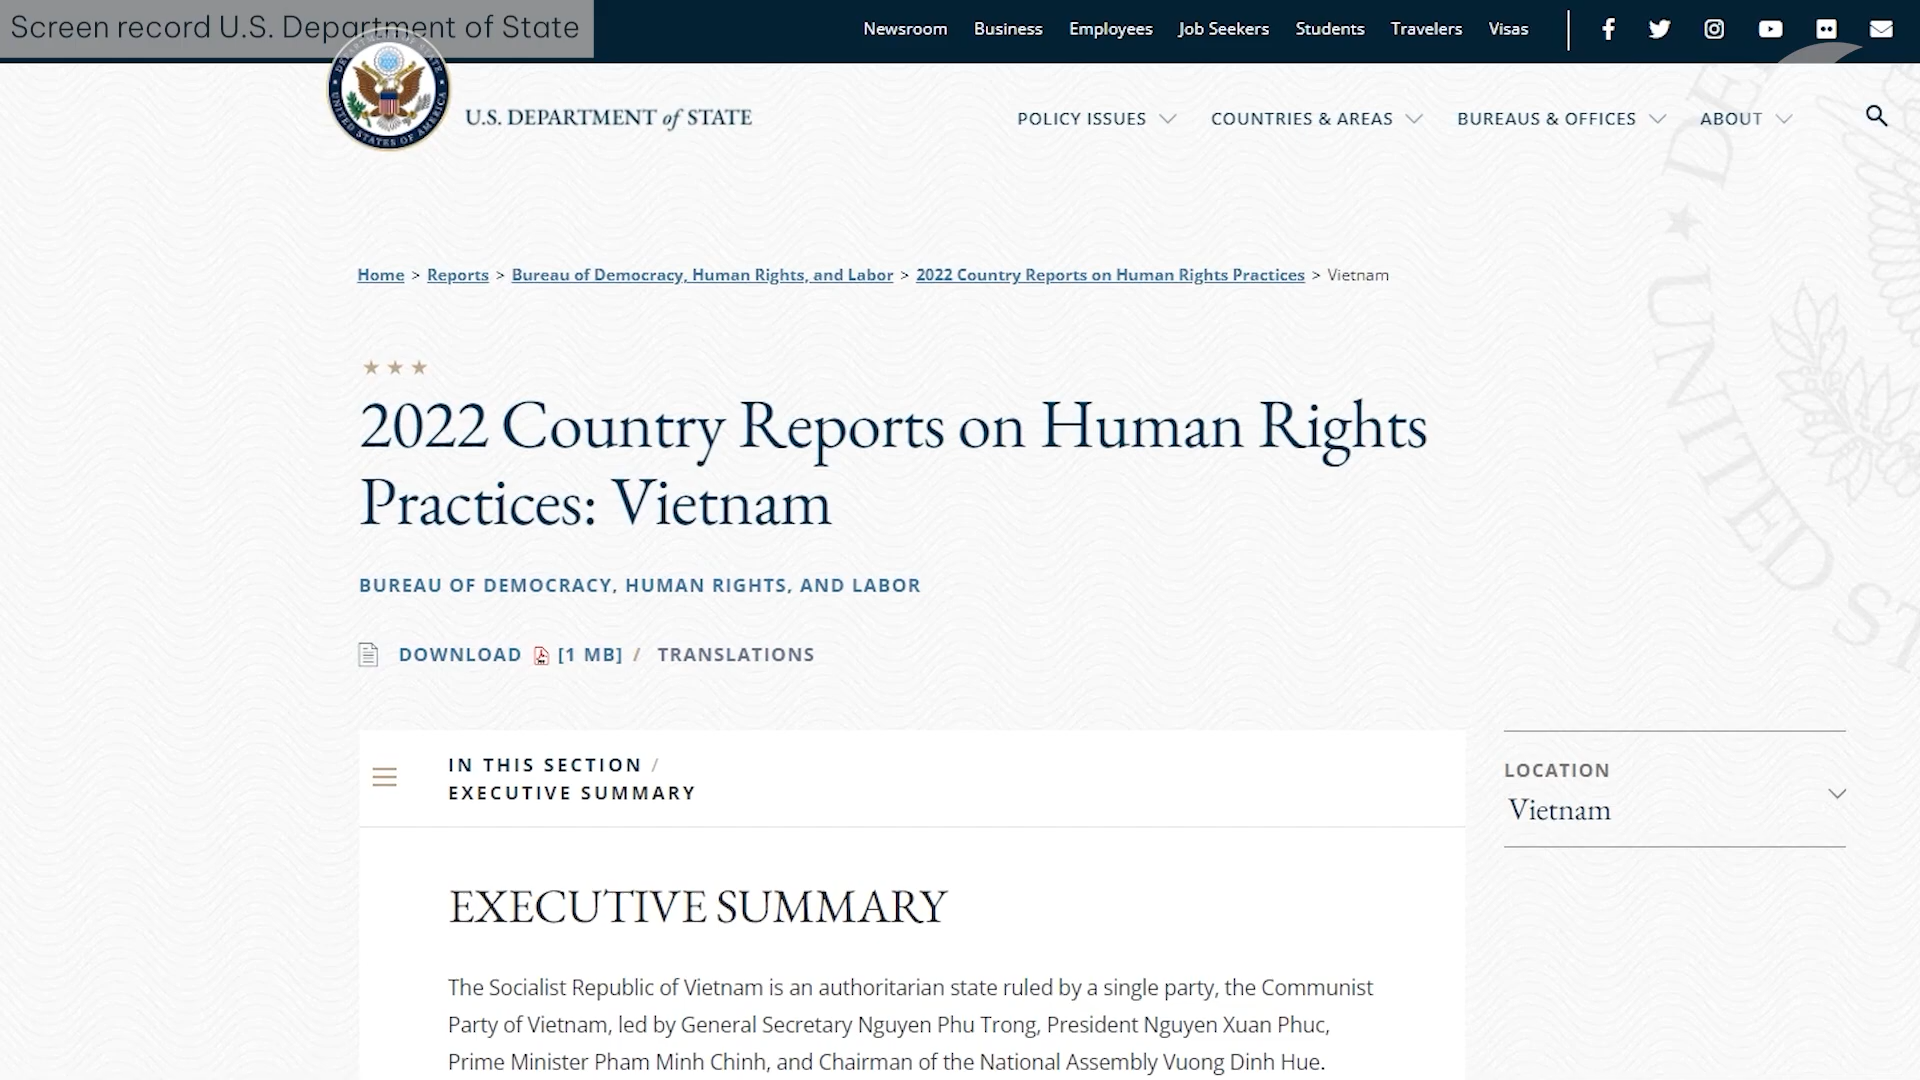 Screen record U.S. Department of State
Newsroom Business Employees Job Seekers Students Travelers Visas
U.S. DEPARTMENT of STATE
POLICY ISSUES COUNTRIES & AREAS BUREAUS & OFFICES ABOUT
Home > Reports > Bureau of Democracy, Human Rights, and Labor > 2022 Country Reports on Human Rights Practices > Vietnam
2022 Country Reports on Human Rights
Practices: Vietnam
BUREAU OF DEMOCRACY, HUMAN RIGHTS, AND LABOR
DOWNLOAD [1 MB] / TRANSLATIONS
IN THIS SECTION /
EXECUTIVE SUMMARY
LOCATION
Vietnam
EXECUTIVE SUMMARY
The Socialist Republic of Vietnam is an authoritarian state ruled by a single party, the Communist
Party of Vietnam, led by General Secretary Nguyen Phu Trong, President Nguyen Xuan Phuc,
Prime Minister Pham Minh Chinh, and Chairman of the National Assembly Vuong Dinh Hue.